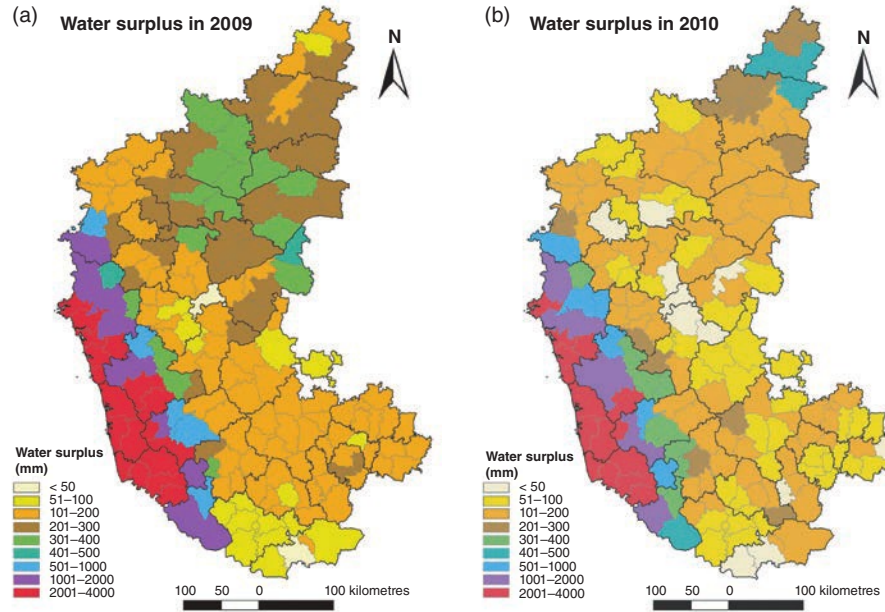 (a)
Water surplus in 2009
N
Water surplus
(mm)
< 50
51–100
101–200
201–300
301–400
401–500
501–1000
1001–2000
2001–4000
100 50 0 100 kilometres
(b)
Water surplus in 2010
N
Water surplus
(mm)
< 50
51–100
101–200
201–300
301–400
401–500
501–1000
1001–2000
2001–4000
100 50 0 100 kilometres